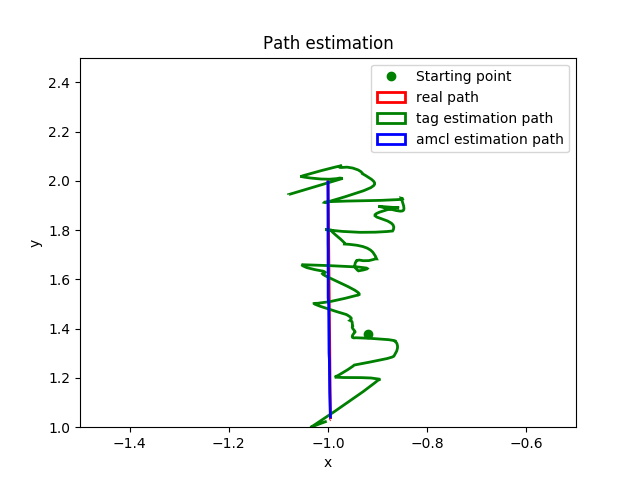 Path estimation
Starting point
real path
tag estimation path
amcl estimation path
2.4
2.2
2.0
1.8
1.6
1.4
1.2
1.0
y
−1.4
−1.2
−1.0
−0.8
−0.6
x